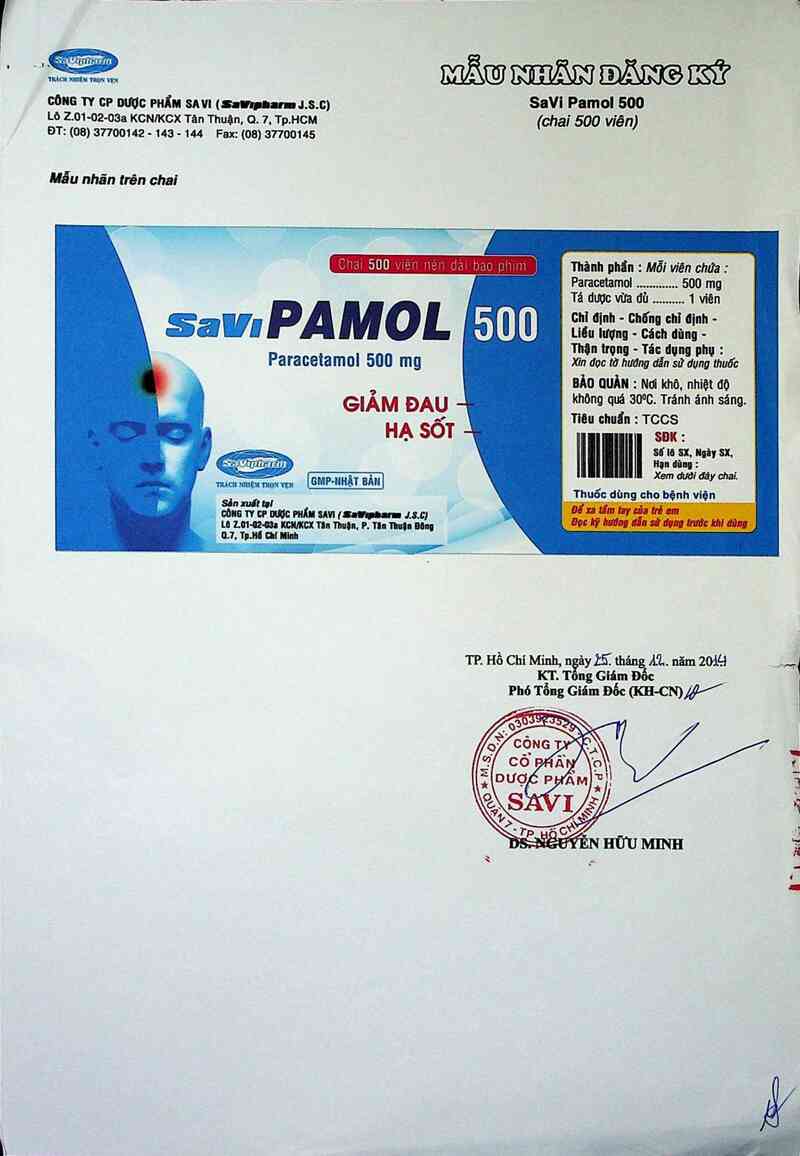 SaVipharm
TRÁCH NHIỆM TRỌN VẸN
MẪU NHÃN ĐĂNG KÝ
CÔNG TY CP DƯỢC PHẨM SA VI (SaVipharm J.S.C)
Lô Z.01-02-03a KCN/KCX Tân Thuận, Q. 7, Tp.HCM
ĐT: (08) 37700142 - 143 - 144 Fax: (08) 37700145
SaVi Pamol 500
(chai 500 viên)
Mẫu nhãn trên chai
Chai 500 viên nén dài bao phim
SaVi PAMOL 500
Paracetamol 500 mg
GIẢM ĐAU
HẠ SỐT
SaVipharm
TRÁCH NHIỆM TRỌN VẸN
GMP-NHẬT BẢN
Sản xuất tại
CÔNG TY CP DƯỢC PHẨM SAVI (SaVipharm J.S.C)
Lô Z.01-02-03a KCN/KCX Tân Thuận, P. Tân Thuận Đông
Q.7, Tp.Hồ Chí Minh
Thành phần : Mỗi viên chứa :
Paracetamol ............. 500 mg
Tá dược vừa đủ .......... 1 viên
Chỉ định - Chống chỉ định -
Liều lượng - Cách dùng -
Thận trọng - Tác dụng phụ :
Xin đọc tờ hướng dẫn sử dụng thuốc
BẢO QUẢN : Nơi khô, nhiệt độ
không quá 30ºC. Tránh ánh sáng.
Tiêu chuẩn : TCCS
SĐK :
Số lô SX, Ngày SX,
Hạn dùng :
Xem dưới đáy chai.
Thuốc dùng cho bệnh viện
Để xa tầm tay của trẻ em
Đọc kỹ hướng dẫn sử dụng trước khi dùng
TP. Hồ Chí Minh, ngày 25. tháng 12. năm 2014
KT. Tổng Giám Đốc
Phó Tổng Giám Đốc (KH-CN)
M.S.D.N: 0303923529 - C.T.C.P
CÔNG TY
CỔ PHẦN
DƯỢC PHẨM
SAVI
QUẬN 7 - TP. HỒ CHÍ MINH
DS. NGUYỄN HỮU MINH